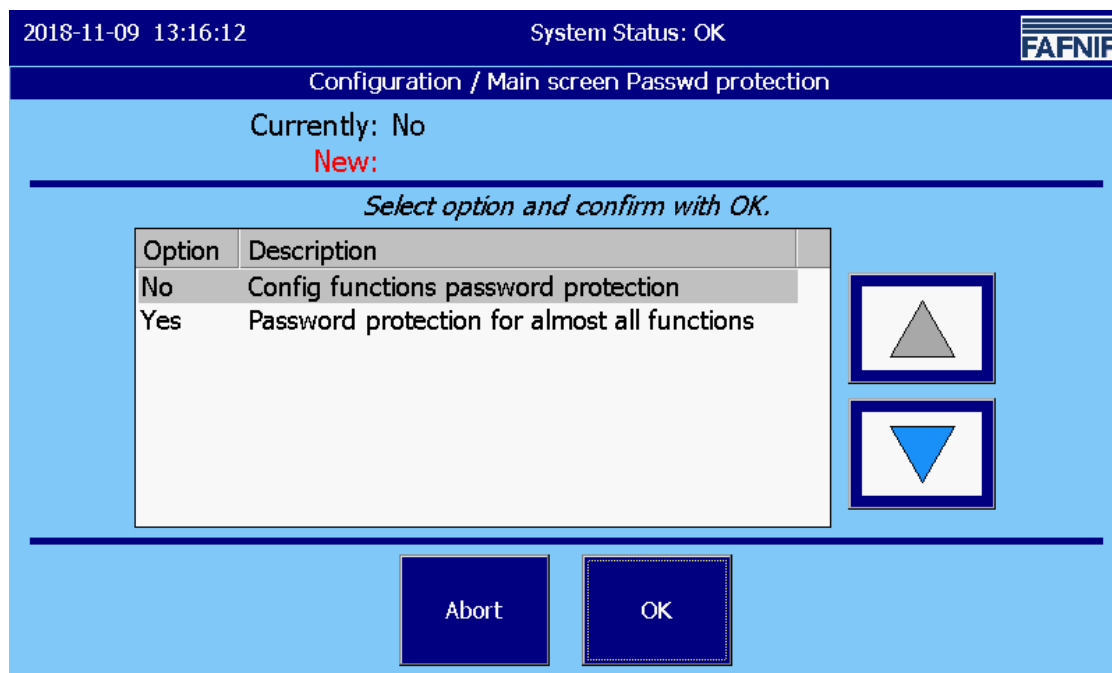 2018-11-09 13:16:12 System Status: OK FAFNIR
Configuration / Main screen Passwd protection
Currently: No
New:
Select option and confirm with OK.
Option Description
No Config functions password protection
Yes Password protection for almost all functions
Abort OK